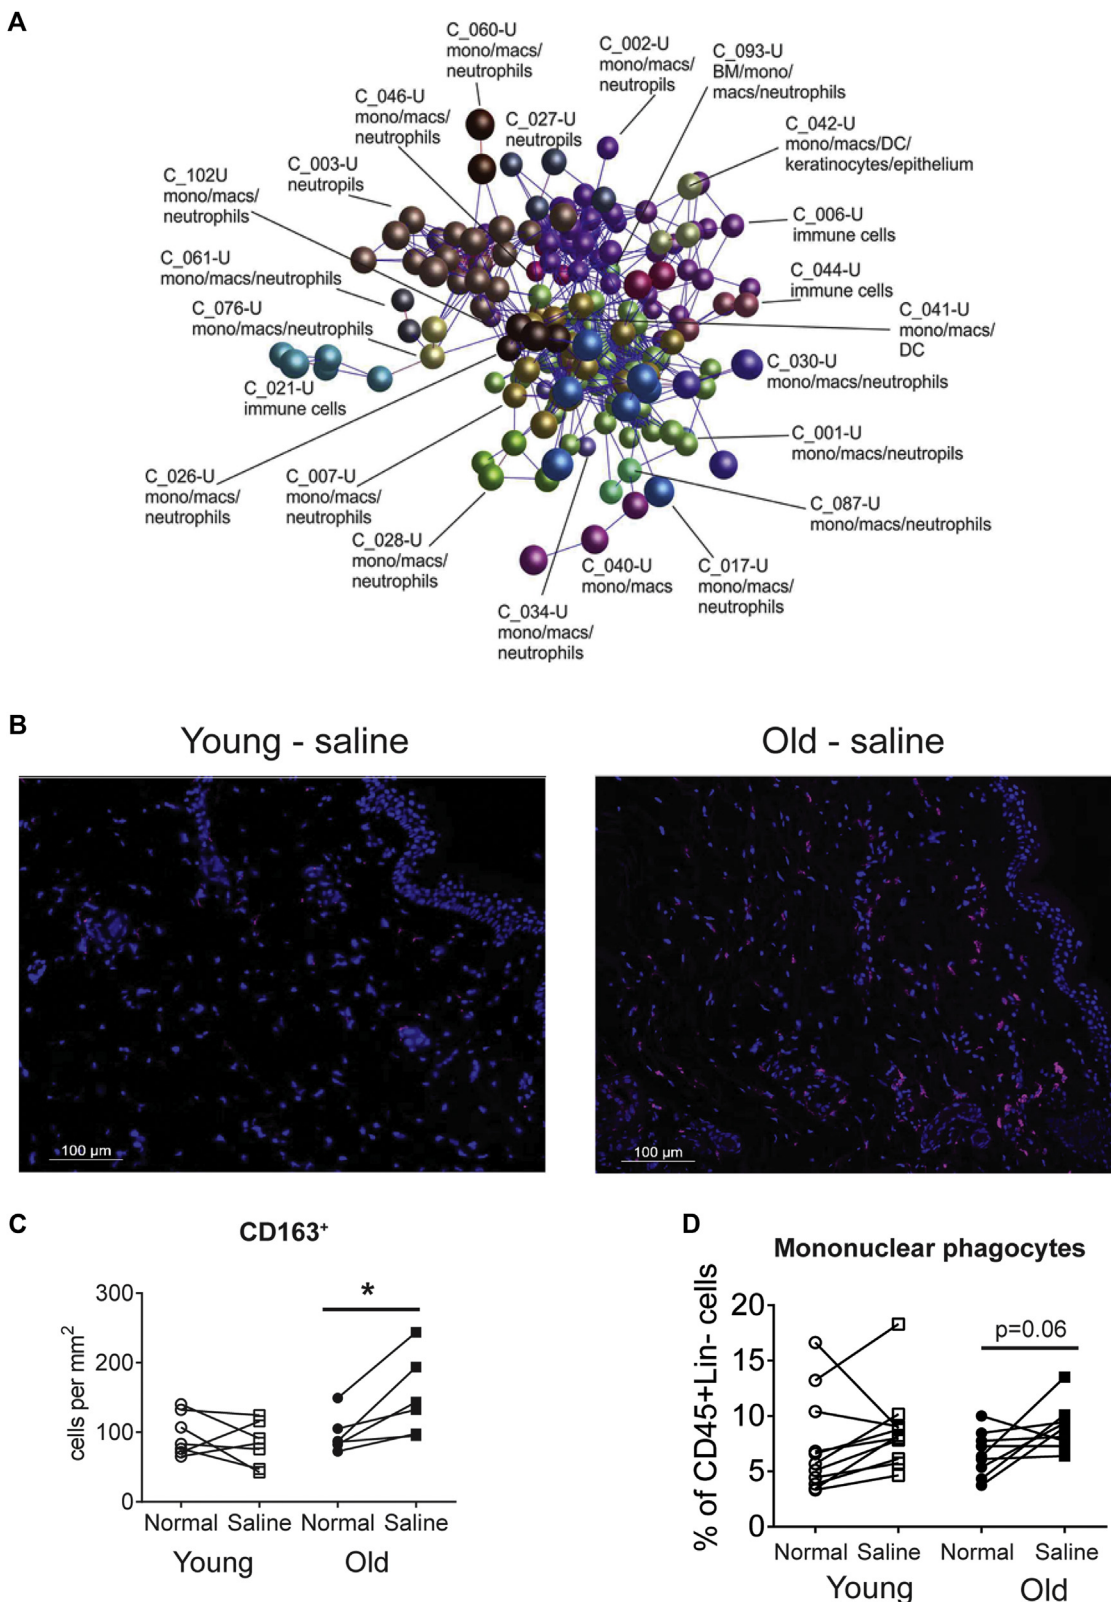 A
C_060-U
mono/macs/
neutrophils
C_002-U
mono/macs/
neutropils
C_093-U
BM/mono/
macs/neutrophils
C_046-U
mono/macs/
neutrophils
C_027-U
neutropils
C_042-U
mono/macs/DC/
keratinocytes/epithelium
C_003-U
neutropils
C_102U
mono/macs/
neutrophils
C_006-U
immune cells
C_061-U
mono/macs/neutrophils
C_044-U
immune cells
C_076-U
mono/macs/neutrophils
C_041-U
mono/macs/
DC
C_021-U
immune cells
C_030-U
mono/macs/neutrophils
C_001-U
mono/macs/neutropils
C_026-U
mono/macs/
neutrophils
C_007-U
mono/macs/
neutrophils
C_087-U
mono/macs/neutrophils
C_028-U
mono/macs/
neutrophils
C_040-U
mono/macs
C_017-U
mono/macs/
neutrophils
C_034-U
mono/macs/
neutrophils
B
Young - saline
Old - saline
100 µm
100 µm
C
CD163+
cells per mm2
300
200
100
0
*
Normal Saline Normal Saline
Young
Old
D
Mononuclear phagocytes
% of CD45+Lin- cells
20
15
10
5
0
p=0.06
Normal Saline Normal Saline
Young
Old